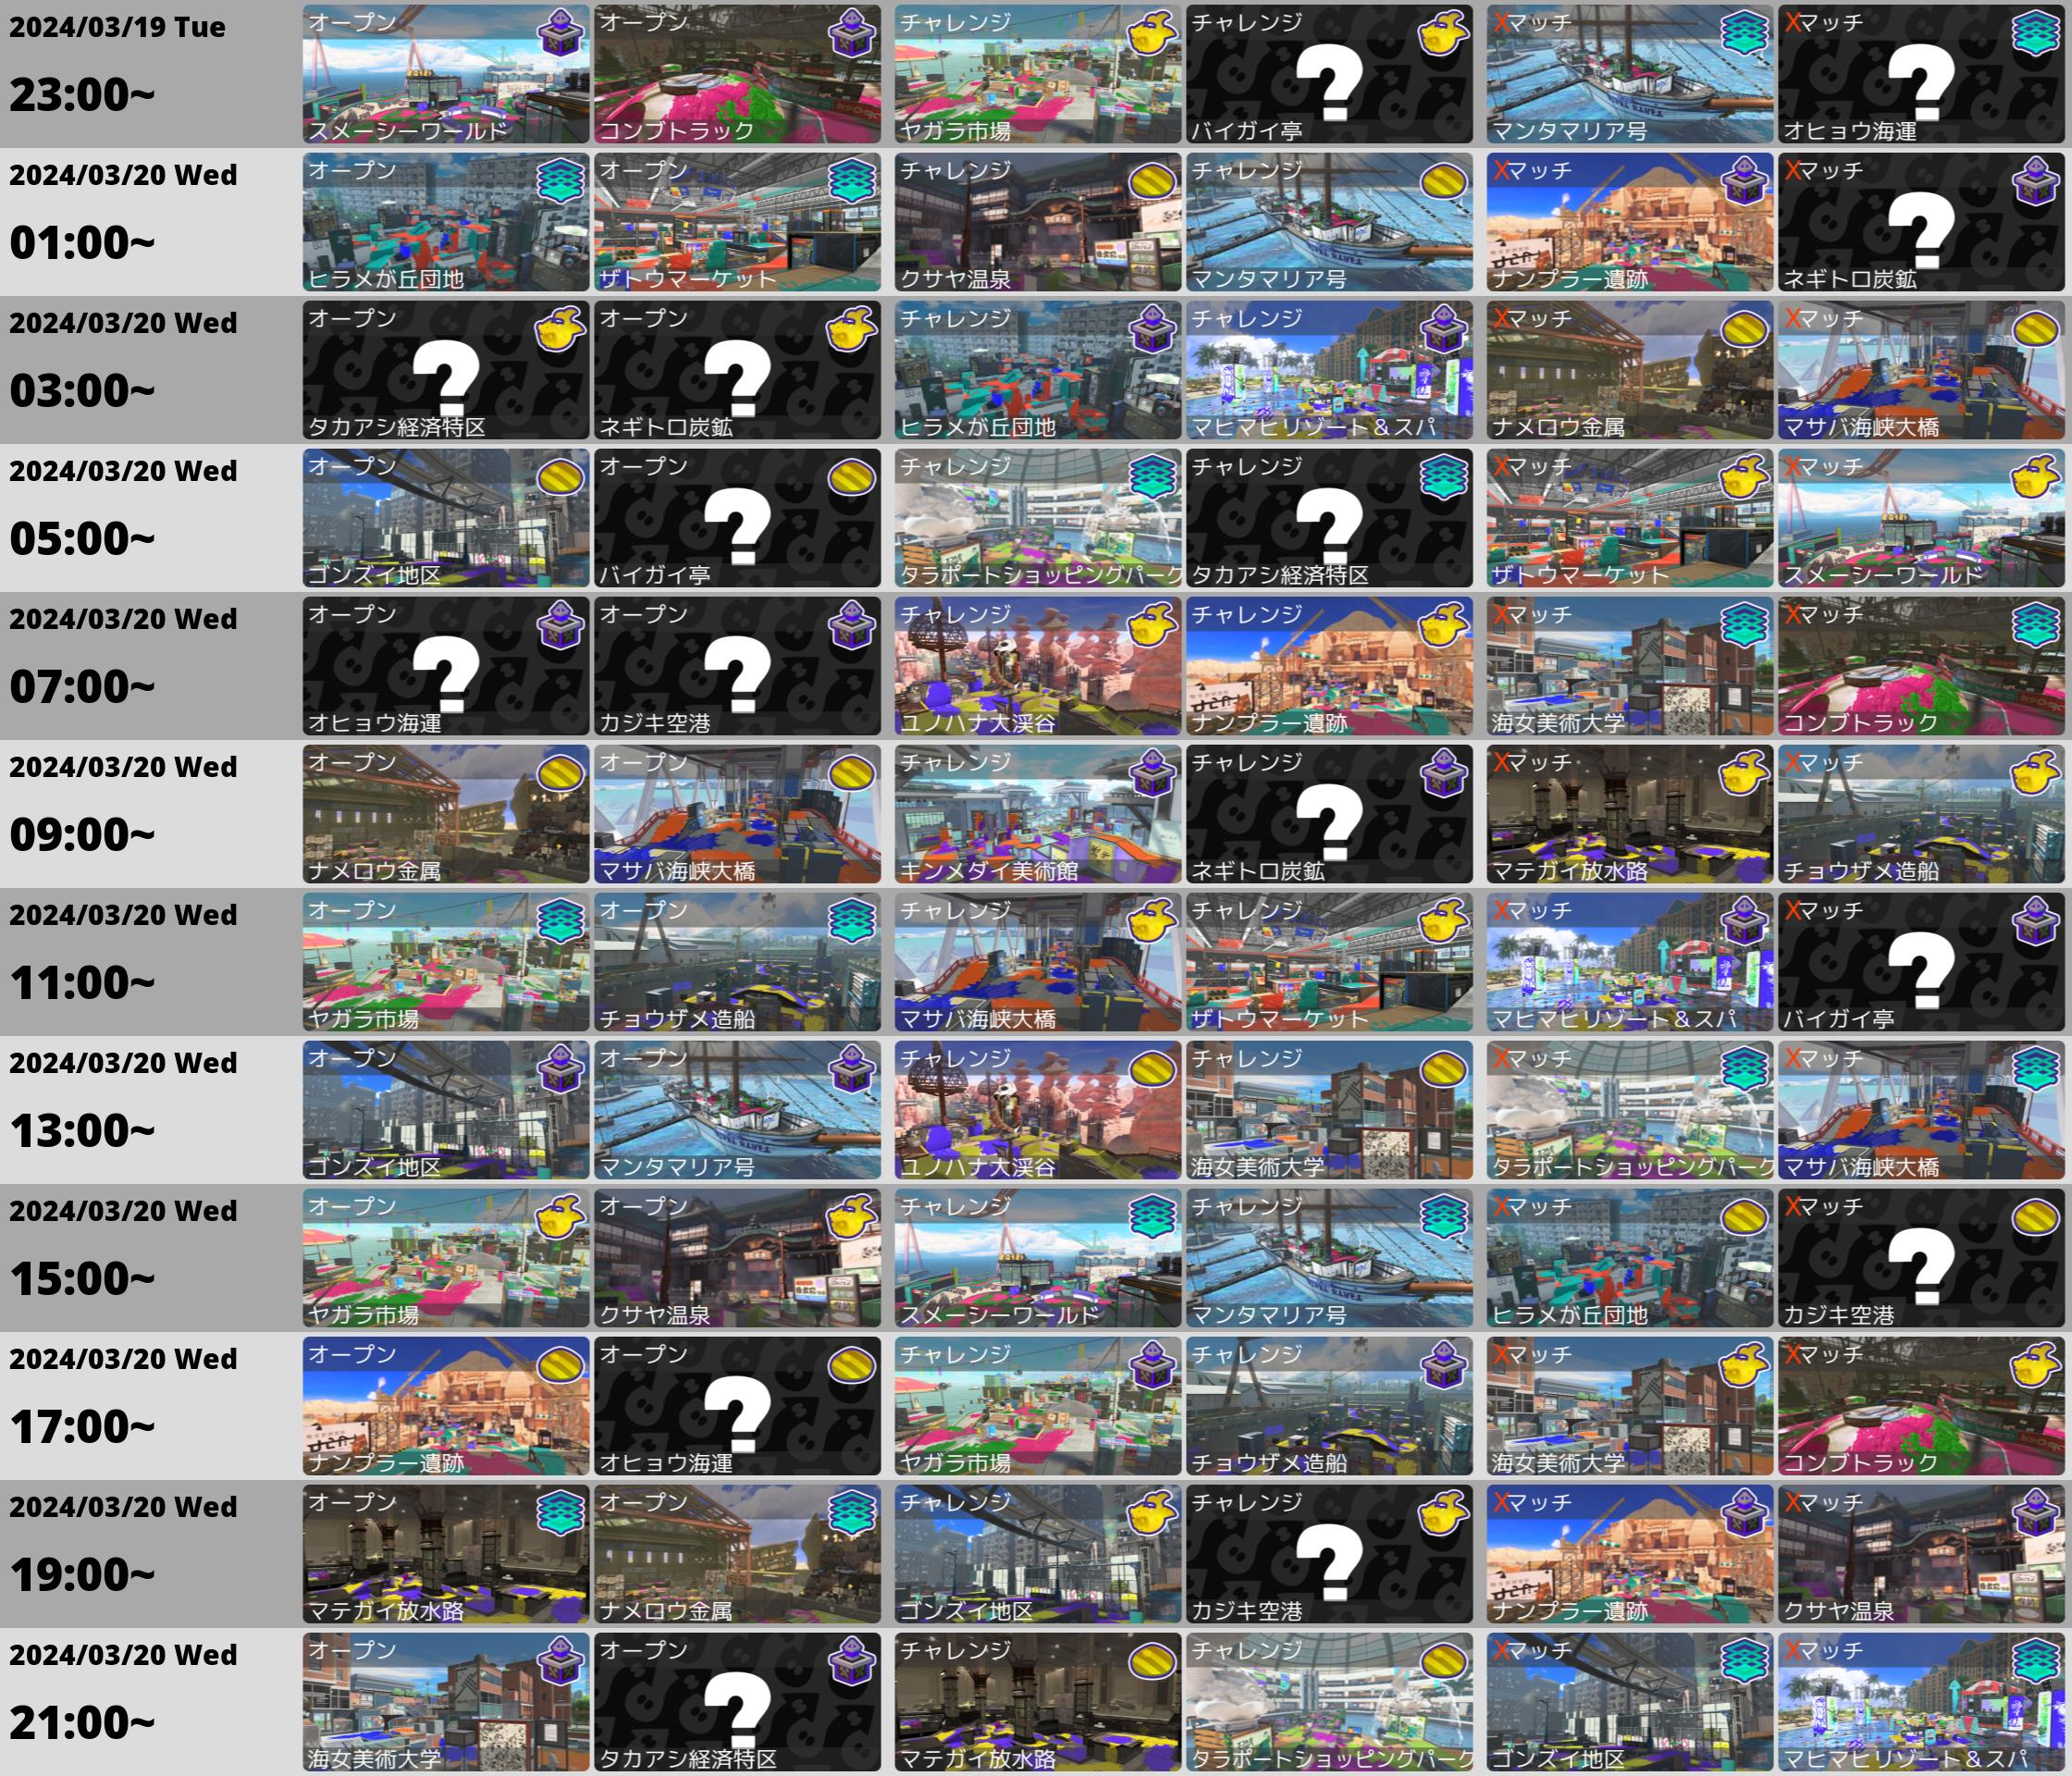 2024/03/19 Tue
23:00~
オープン
スメーシーワールド
オープン
コンブトラック
チャレンジ
ヤガラ市場
チャレンジ
バイガイ亭
Xマッチ
マンタマリア号
Xマッチ
オヒョウ海運
2024/03/20 Wed
01:00~
オープン
ヒラメが丘団地
オープン
ザトウマーケット
チャレンジ
クサヤ温泉
チャレンジ
マンタマリア号
Xマッチ
ナンプラー遺跡
Xマッチ
ネギトロ炭鉱
2024/03/20 Wed
03:00~
オープン
タカアシ経済特区
オープン
ネギトロ炭鉱
チャレンジ
ヒラメが丘団地
チャレンジ
マヒマヒリゾート＆スパ
Xマッチ
ナメロウ金属
Xマッチ
マサバ海峡大橋
2024/03/20 Wed
05:00~
オープン
ゴンズイ地区
オープン
バイガイ亭
チャレンジ
タラポートショッピングパーク
チャレンジ
タカアシ経済特区
Xマッチ
ザトウマーケット
Xマッチ
スメーシーワールド
2024/03/20 Wed
07:00~
オープン
オヒョウ海運
オープン
カジキ空港
チャレンジ
ユノハナ大渓谷
チャレンジ
ナンプラー遺跡
Xマッチ
海女美術大学
Xマッチ
コンブトラック
2024/03/20 Wed
09:00~
オープン
ナメロウ金属
オープン
マサバ海峡大橋
チャレンジ
キンメダイ美術館
チャレンジ
ネギトロ炭鉱
Xマッチ
マテガイ放水路
Xマッチ
チョウザメ造船
2024/03/20 Wed
11:00~
オープン
ヤガラ市場
オープン
チョウザメ造船
チャレンジ
マサバ海峡大橋
チャレンジ
ザトウマーケット
Xマッチ
マヒマヒリゾート＆スパ
Xマッチ
バイガイ亭
2024/03/20 Wed
13:00~
オープン
ゴンズイ地区
オープン
マンタマリア号
チャレンジ
ユノハナ大渓谷
チャレンジ
海女美術大学
Xマッチ
タラポートショッピングパーク
Xマッチ
マサバ海峡大橋
2024/03/20 Wed
15:00~
オープン
ヤガラ市場
オープン
クサヤ温泉
チャレンジ
スメーシーワールド
チャレンジ
マンタマリア号
Xマッチ
ヒラメが丘団地
Xマッチ
カジキ空港
2024/03/20 Wed
17:00~
オープン
ナンプラー遺跡
オープン
オヒョウ海運
チャレンジ
ヤガラ市場
チャレンジ
チョウザメ造船
Xマッチ
海女美術大学
Xマッチ
コンブトラック
2024/03/20 Wed
19:00~
オープン
マテガイ放水路
オープン
ナメロウ金属
チャレンジ
ゴンズイ地区
チャレンジ
カジキ空港
Xマッチ
ナンプラー遺跡
Xマッチ
クサヤ温泉
2024/03/20 Wed
21:00~
オープン
海女美術大学
オープン
タカアシ経済特区
チャレンジ
マテガイ放水路
チャレンジ
タラポートショッピングパーク
Xマッチ
ゴンズイ地区
Xマッチ
マヒマヒリゾート＆スパ